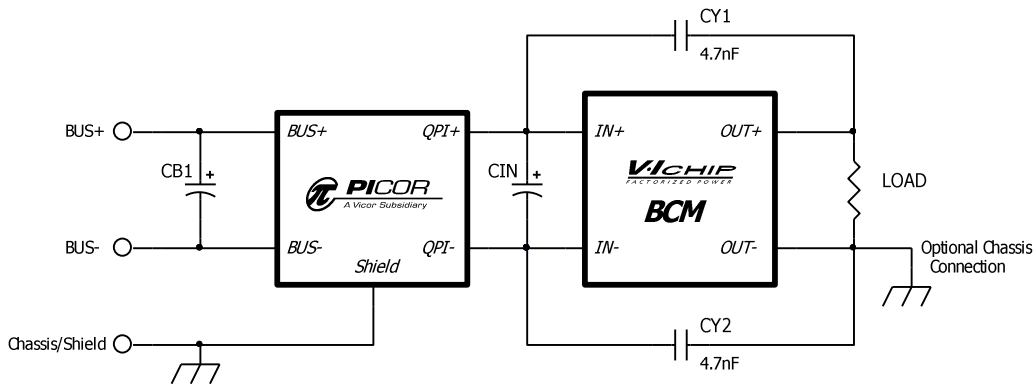 CY1
4.7nF
BUS+
BUS+ QPI+
IN+ OUT+
CB1
+
PICOR
A Vicor Subsidiary
CIN
+
V·I CHIP
FACTORIZED POWER
BCM
LOAD
BUS-
BUS- QPI-
IN- OUT-
Shield
Optional Chassis
Connection
Chassis/Shield
CY2
4.7nF